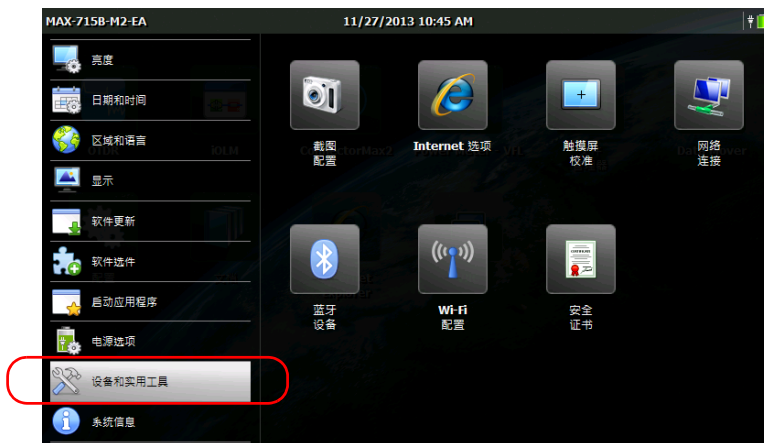 MAX-715B-M2-EA
11/27/2013 10:45 AM
亮度
日期和时间
区域和语言
显示
软件更新
软件选件
启动应用程序
电源选项
设备和实用工具
系统信息
截图
配置
Internet 选项
触摸屏
校准
网络
连接
蓝牙
设备
Wi-Fi
配置
安全
证书